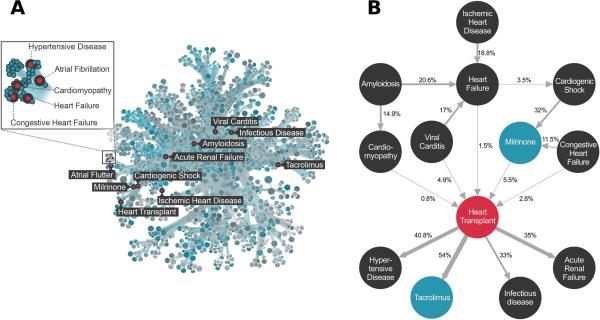 A
Hypertensive Disease
Atrial Fibrillation
Cardiomyopathy
Heart Failure
Congestive Heart Failure
Viral Carditis
Infectious Disease
Amyloidosis
Acute Renal Failure
Tacrolimus
Atrial Flutter
Cardiogenic Shock
Milrinone
Ischemic Heart Disease
Heart Transplant
B
Ischemic
Heart
Disease
18.8%
Amyloidosis
20.6%
Heart
Failure
3.5%
Cardiogenic
Shock
14.9%
17%
32%
Cardio-
myopathy
Viral
Carditis
1.5%
Milrinone
11.5%
Congestive
Heart
Failure
4.9%
5.5%
0.8%
2.8%
Heart
Transplant
40.8%
54%
33%
35%
Hyper-
tensive
Disease
Tacrolimus
Infectious
disease
Acute
Renal
Failure